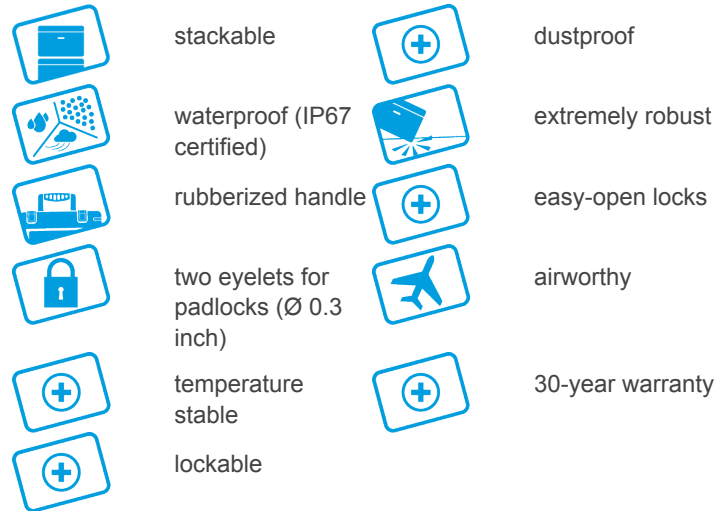 stackable
dustproof
waterproof (IP67
certified)
extremely robust
rubberized handle
easy-open locks
two eyelets for
padlocks (Ø 0.3
inch)
airworthy
temperature
stable
30-year warranty
lockable